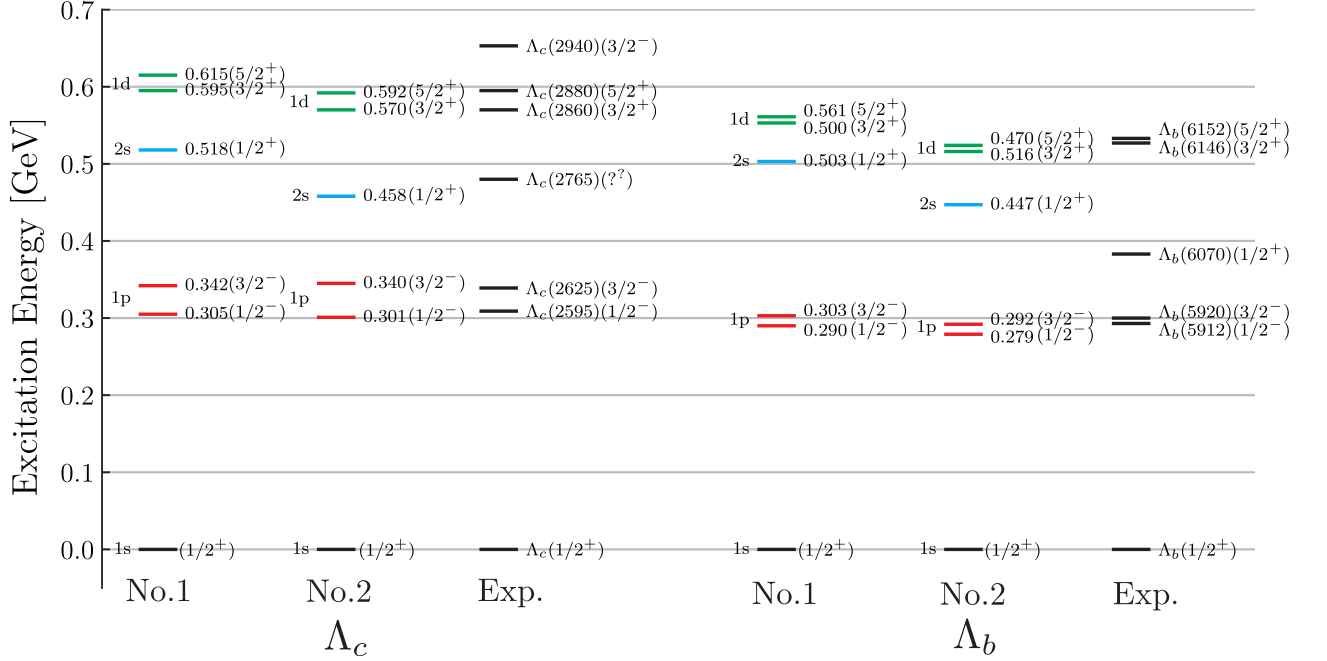 Excitation Energy [GeV]
0.7
0.6
0.5
0.4
0.3
0.2
0.1
0.0
1d
0.615(5/2⁺)
0.595(3/2⁺)
2s
0.518(1/2⁺)
1p
0.342(3/2⁻)
0.305(1/2⁻)
1s
(1/2⁺)
No.1
1d
0.592(5/2⁺)
0.570(3/2⁺)
2s
0.458(1/2⁺)
1p
0.340(3/2⁻)
0.301(1/2⁻)
1s
(1/2⁺)
No.2
Λc(2940)(3/2⁻)
Λc(2880)(5/2⁺)
Λc(2860)(3/2⁺)
Λc(2765)(?⁷)
Λc(2625)(3/2⁻)
Λc(2595)(1/2⁻)
Λc(1/2⁺)
Exp.
Λc
1d
0.561(5/2⁺)
0.500(3/2⁺)
2s
0.503(1/2⁺)
1p
0.303(3/2⁻)
0.290(1/2⁻)
1s
(1/2⁺)
No.1
1d
0.470(5/2⁺)
0.516(3/2⁺)
2s
0.447(1/2⁺)
1p
0.292(3/2⁻)
0.279(1/2⁻)
1s
(1/2⁺)
No.2
Λb(6152)(5/2⁺)
Λb(6146)(3/2⁺)
Λb(6070)(1/2⁺)
Λb(5920)(3/2⁻)
Λb(5912)(1/2⁻)
Λb(1/2⁺)
Exp.
Λb